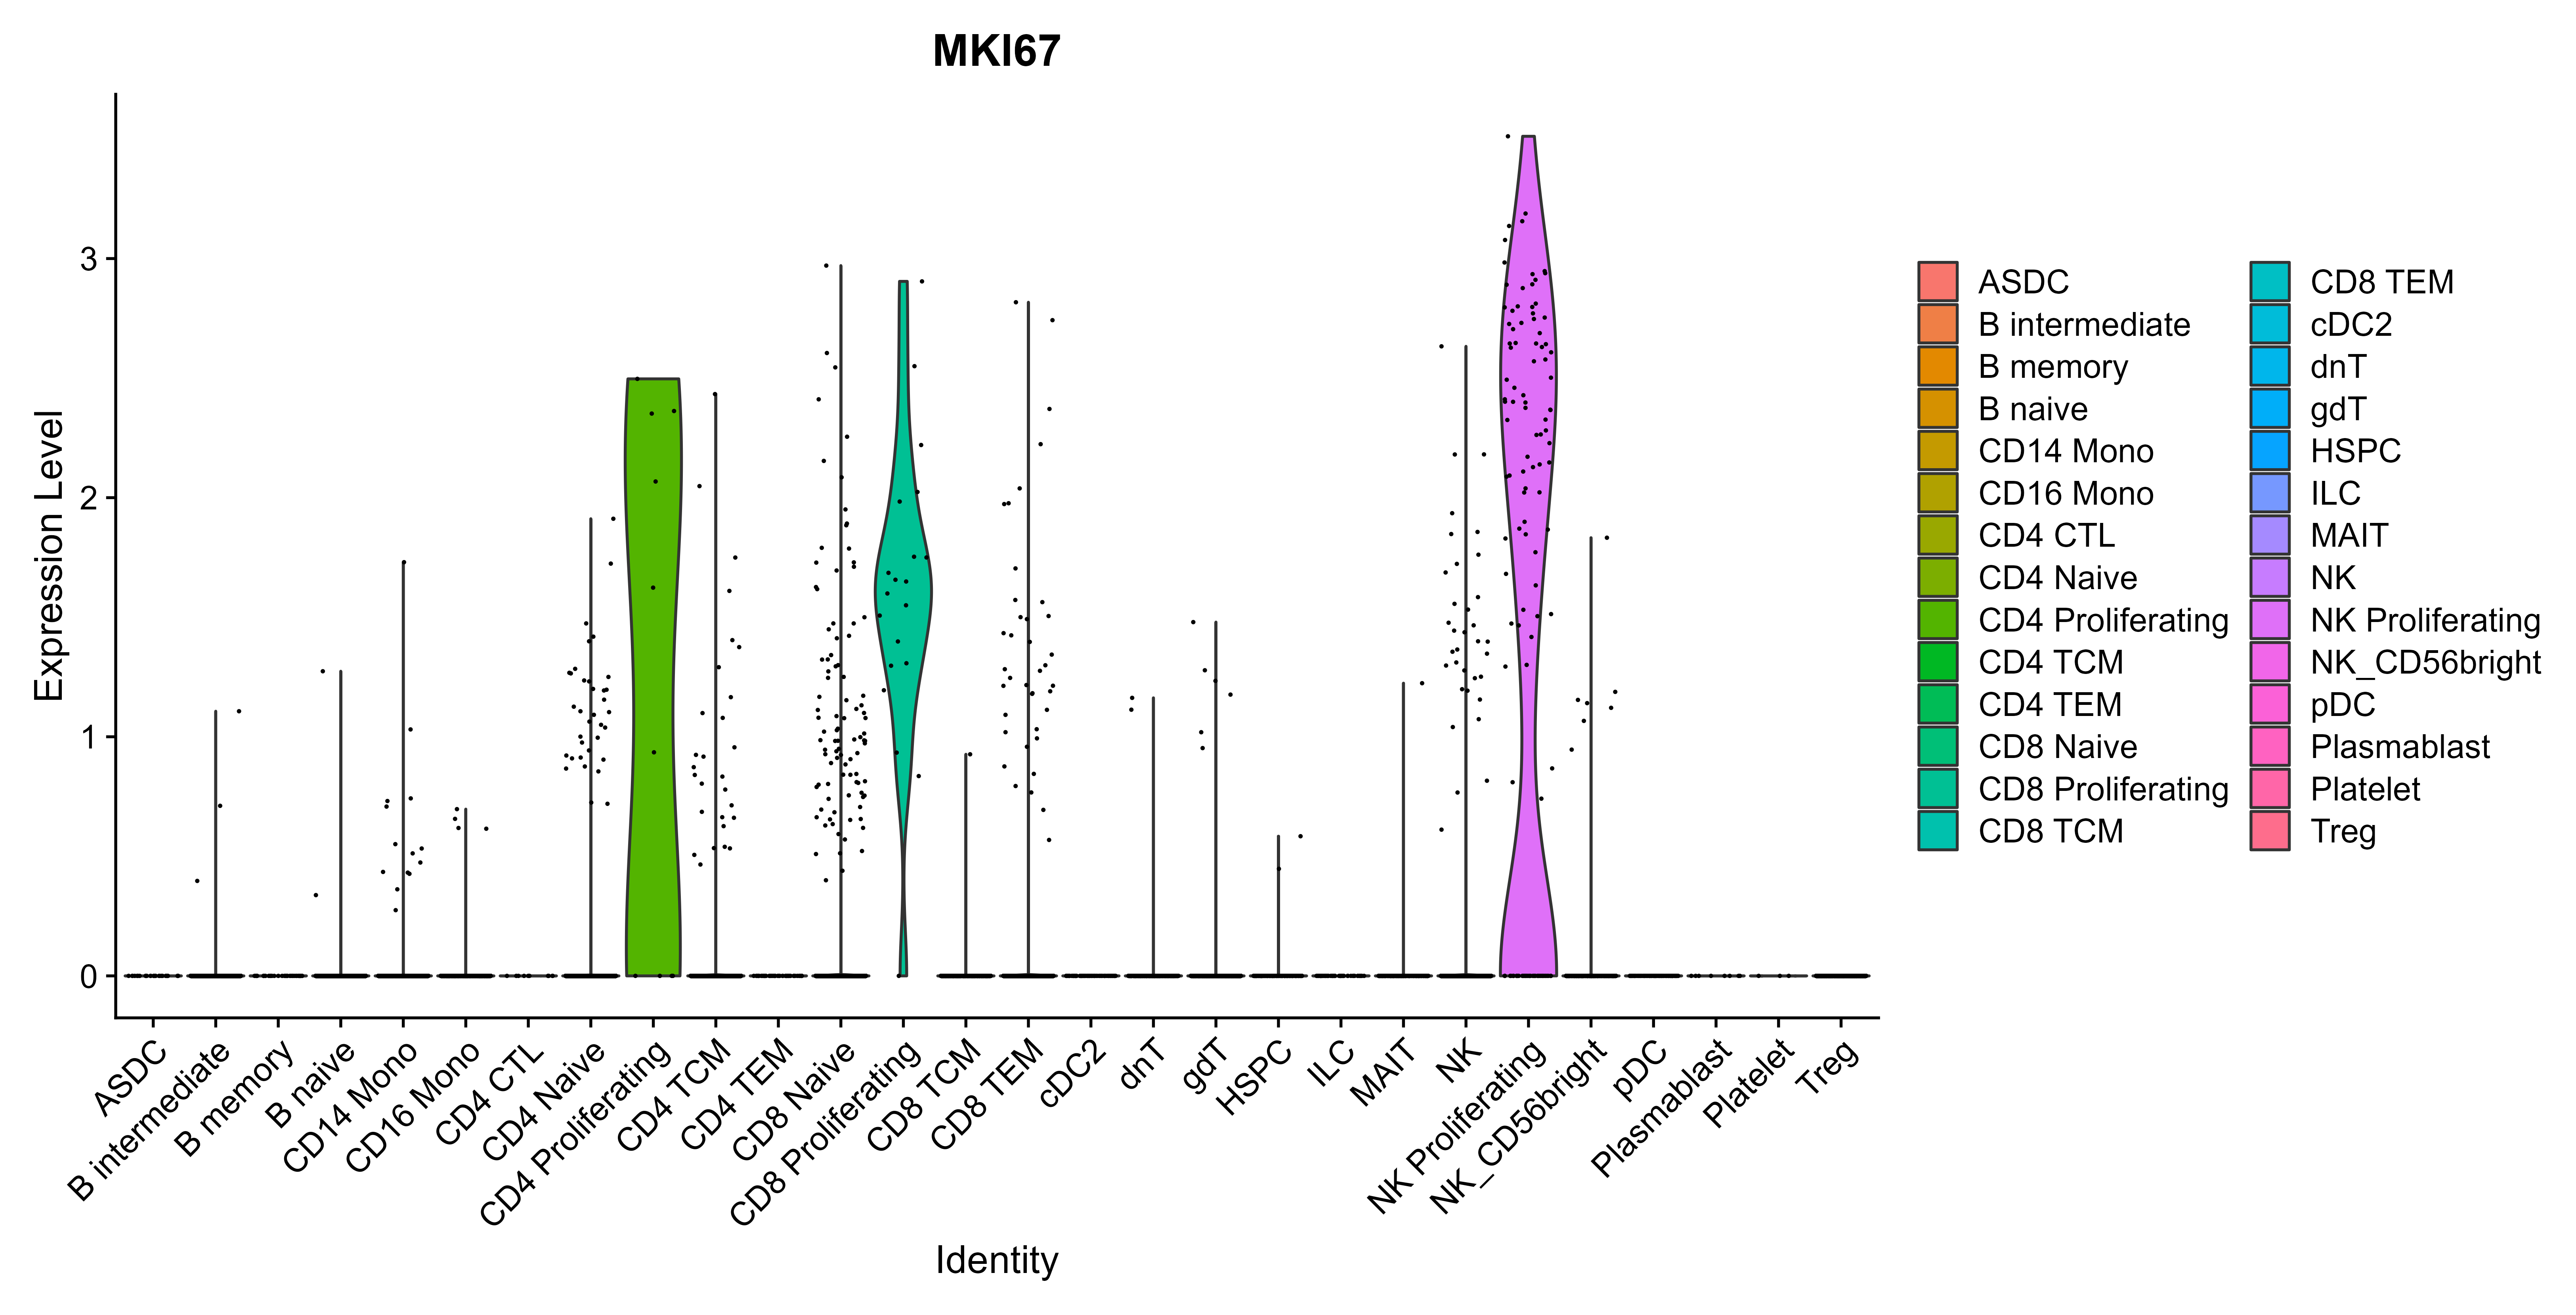 MKI67
Expression Level
3
2
1
0
ASDC
B intermediate
B memory
B naive
CD14 Mono
CD16 Mono
CD4 CTL
CD4 Naive
CD4 Proliferating
CD4 TCM
CD4 TEM
CD8 Naive
CD8 Proliferating
CD8 TCM
CD8 TEM
cDC2
dnT
gdT
HSPC
ILC
MAIT
NK
NK Proliferating
NK_CD56bright
pDC
Plasmablast
Platelet
Treg
Identity
ASDC
B intermediate
B memory
B naive
CD14 Mono
CD16 Mono
CD4 CTL
CD4 Naive
CD4 Proliferating
CD4 TCM
CD4 TEM
CD8 Naive
CD8 Proliferating
CD8 TCM
CD8 TEM
cDC2
dnT
gdT
HSPC
ILC
MAIT
NK
NK Proliferating
NK_CD56bright
pDC
Plasmablast
Platelet
Treg